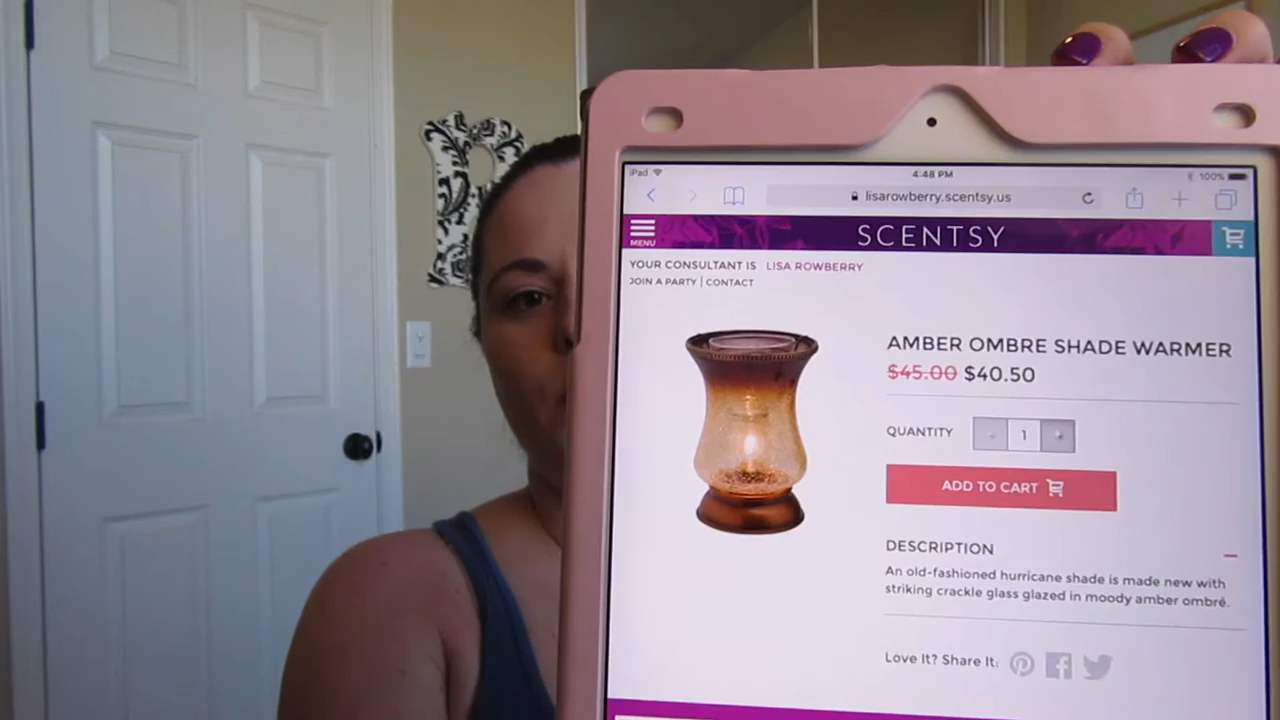 R
iPad 4:48 PM 100%
lisarowberry.scentsy.us
MENU
SCENTSY
YOUR CONSULTANT IS LISA ROWBERRY
JOIN A PARTY | CONTACT
AMBER OMBRE SHADE WARMER
$45.00 $40.50
QUANTITY - 1 +
ADD TO CART
DESCRIPTION
An old-fashioned hurricane shade is made new with
striking crackle glass glazed in moody amber ombré.
Love It? Share It: